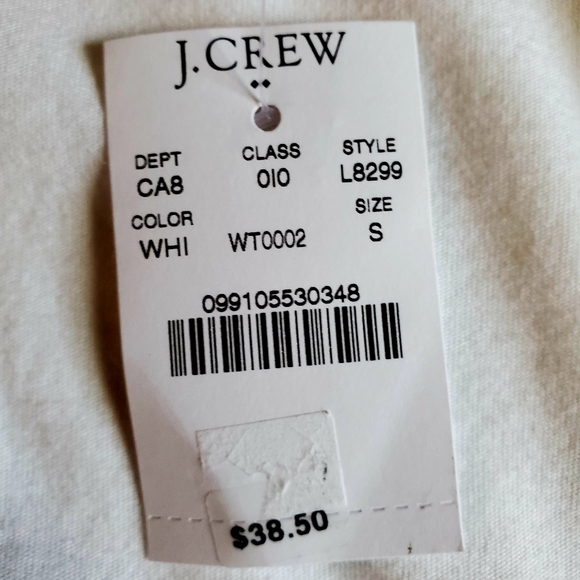 J.CREW
DEPT CLASS STYLE
CA8 010 L8299
COLOR SIZE
WHI WT0002 S
099105530348
$38.50